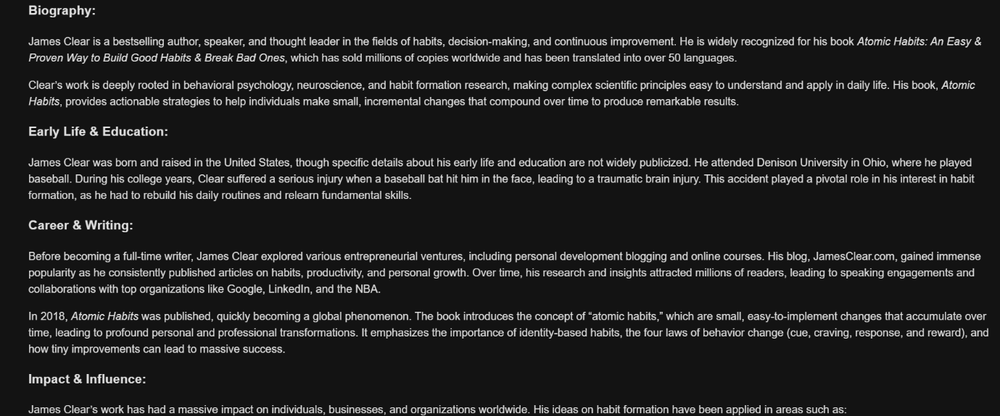 Biography:
James Clear is a bestselling author, speaker, and thought leader in the fields of habits, decision-making, and continuous improvement. He is widely recognized for his book Atomic Habits: An Easy &
Proven Way to Build Good Habits & Break Bad Ones, which has sold millions of copies worldwide and has been translated into over 50 languages.
Clear’s work is deeply rooted in behavioral psychology, neuroscience, and habit formation research, making complex scientific principles easy to understand and apply in daily life. His book, Atomic
Habits, provides actionable strategies to help individuals make small, incremental changes that compound over time to produce remarkable results.
Early Life & Education:
James Clear was born and raised in the United States, though specific details about his early life and education are not widely publicized. He attended Denison University in Ohio, where he played
baseball. During his college years, Clear suffered a serious injury when a baseball bat hit him in the face, leading to a traumatic brain injury. This accident played a pivotal role in his interest in habit
formation, as he had to rebuild his daily routines and relearn fundamental skills.
Career & Writing:
Before becoming a full-time writer, James Clear explored various entrepreneurial ventures, including personal development blogging and online courses. His blog, JamesClear.com, gained immense
popularity as he consistently published articles on habits, productivity, and personal growth. Over time, his research and insights attracted millions of readers, leading to speaking engagements and
collaborations with top organizations like Google, LinkedIn, and the NBA.
In 2018, Atomic Habits was published, quickly becoming a global phenomenon. The book introduces the concept of “atomic habits,” which are small, easy-to-implement changes that accumulate over
time, leading to profound personal and professional transformations. It emphasizes the importance of identity-based habits, the four laws of behavior change (cue, craving, response, and reward), and
how tiny improvements can lead to massive success.
Impact & Influence:
James Clear’s work has had a massive impact on individuals, businesses, and organizations worldwide. His ideas on habit formation have been applied in areas such as: